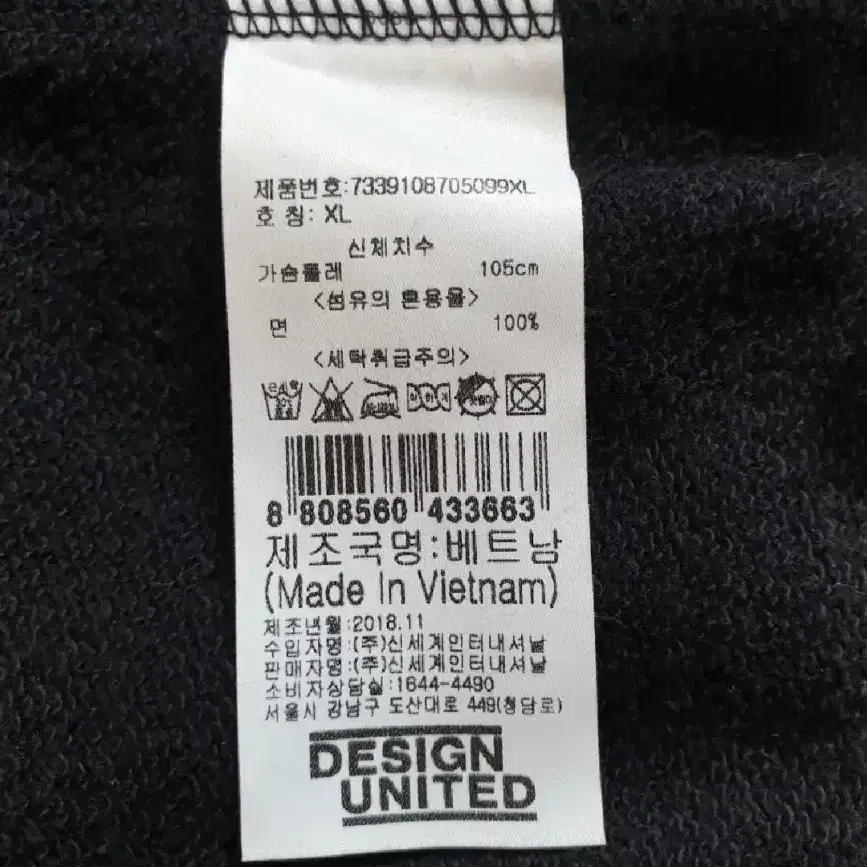 제품번호:7339108705099XL
호 칭: XL
신체치수
가슴둘레 105cm
<섬유의 혼용율>
면 100%
<세탁취급주의>
8 808560 433663
제조국명:베트남
(Made In Vietnam)
제조년월:2018.11
수입자명:(주)신세계인터내셔날
판매자명:(주)신세계인터내셔날
소비자상담실:1644-4490
서울시 강남구 도산대로 449(청담로)
DESIGN
UNITED